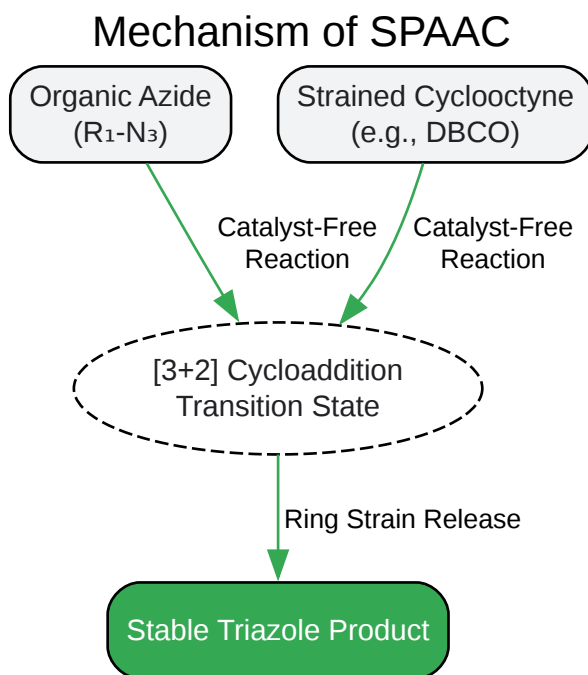 Mechanism of SPAAC
Organic Azide
(R₁-N₃)
Strained Cyclooctyne
(e.g., DBCO)
Catalyst-Free
Reaction
Catalyst-Free
Reaction
[3+2] Cycloaddition
Transition State
Ring Strain Release
Stable Triazole Product